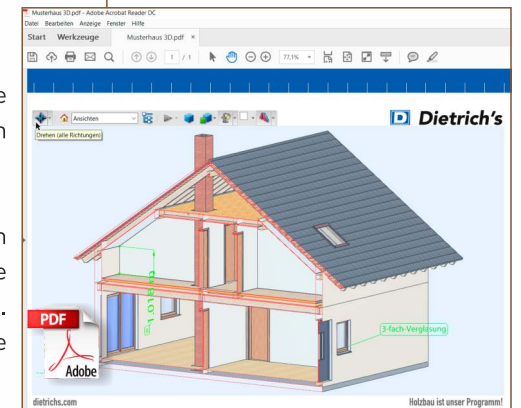 Musterhaus 3D.pdf - Adobe Acrobat Reader DC
Datei Bearbeiten Anzeige Fenster Hilfe
Start Werkzeuge Musterhaus 3D.pdf ×
1 / 1 77,1%
Ansichten
Drehen (alle Richtungen)
D Dietrich's
e
n
n
e
.
e
1,018 m
3-fach-Verglasung
PDF
Adobe
dietrichs.com Holzbau ist unser Programm!